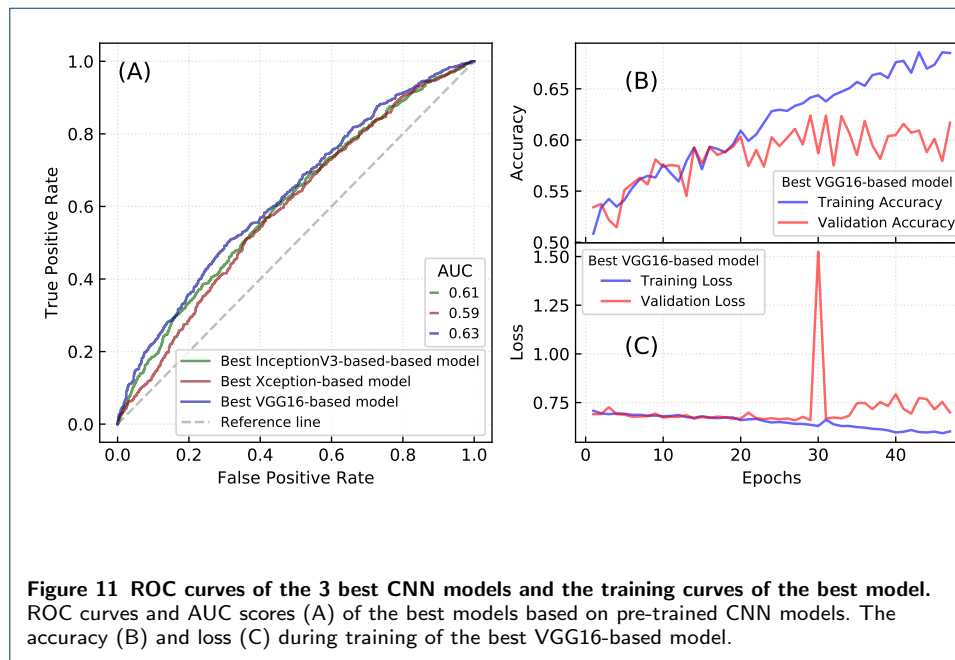 (A)
True Positive Rate
1.0
0.8
0.6
0.4
0.2
0.0
AUC
0.61
0.59
0.63
Best InceptionV3-based-based model
Best Xception-based model
Best VGG16-based model
Reference line
0.0 0.2 0.4 0.6 0.8 1.0
False Positive Rate
(B)
Accuracy
0.65
0.60
0.55
0.50
Best VGG16-based model
Training Accuracy
Validation Accuracy
Best VGG16-based model
Training Loss
Validation Loss
(C)
Loss
1.50
1.25
1.00
0.75
0 10 20 30 40
Epochs
Figure 11 ROC curves of the 3 best CNN models and the training curves of the best model.
ROC curves and AUC scores (A) of the best models based on pre-trained CNN models. The
accuracy (B) and loss (C) during training of the best VGG16-based model.